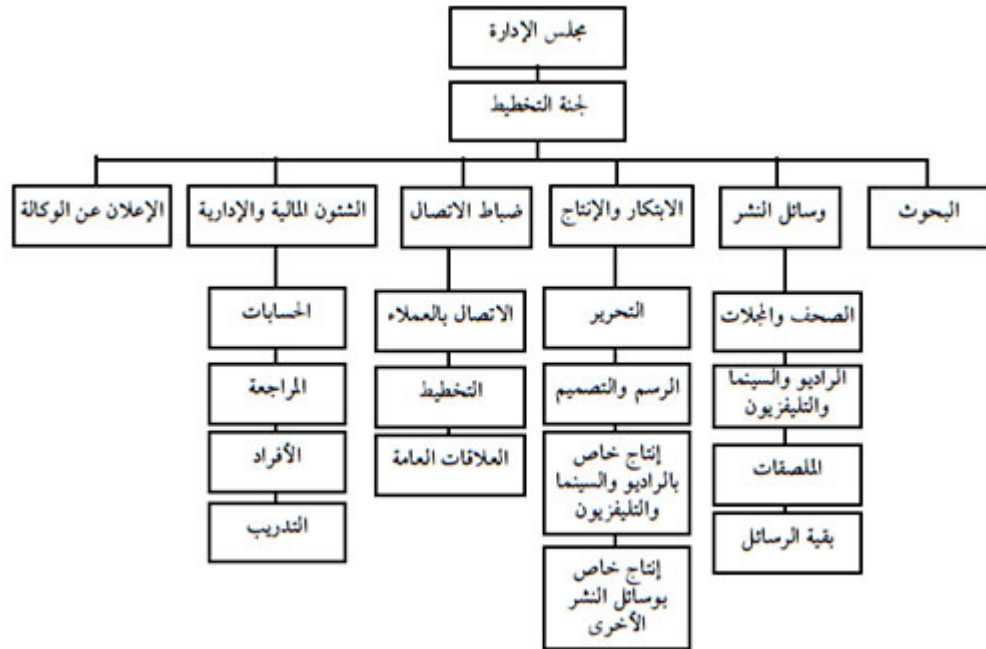 مجلس الإدارة
لجنة التخطيط
البحوث
وسائل النشر
الابتكار والإنتاج
ضباط الاتصال
الشئون المالية والإدارية
الإعلان عن الوكالة
الصحف والمجلات
الراديو والسينما
والتليفزيون
الملصقات
بقية الرسائل
التحرير
الرسم والتصميم
إنتاج خاص
بالراديو والسينما
والتليفزيون
إنتاج خاص
بوسائل النشر
الأخرى
الاتصال بالعملاء
التخطيط
العلاقات العامة
الحسابات
المراجعة
الأفراد
التدريب